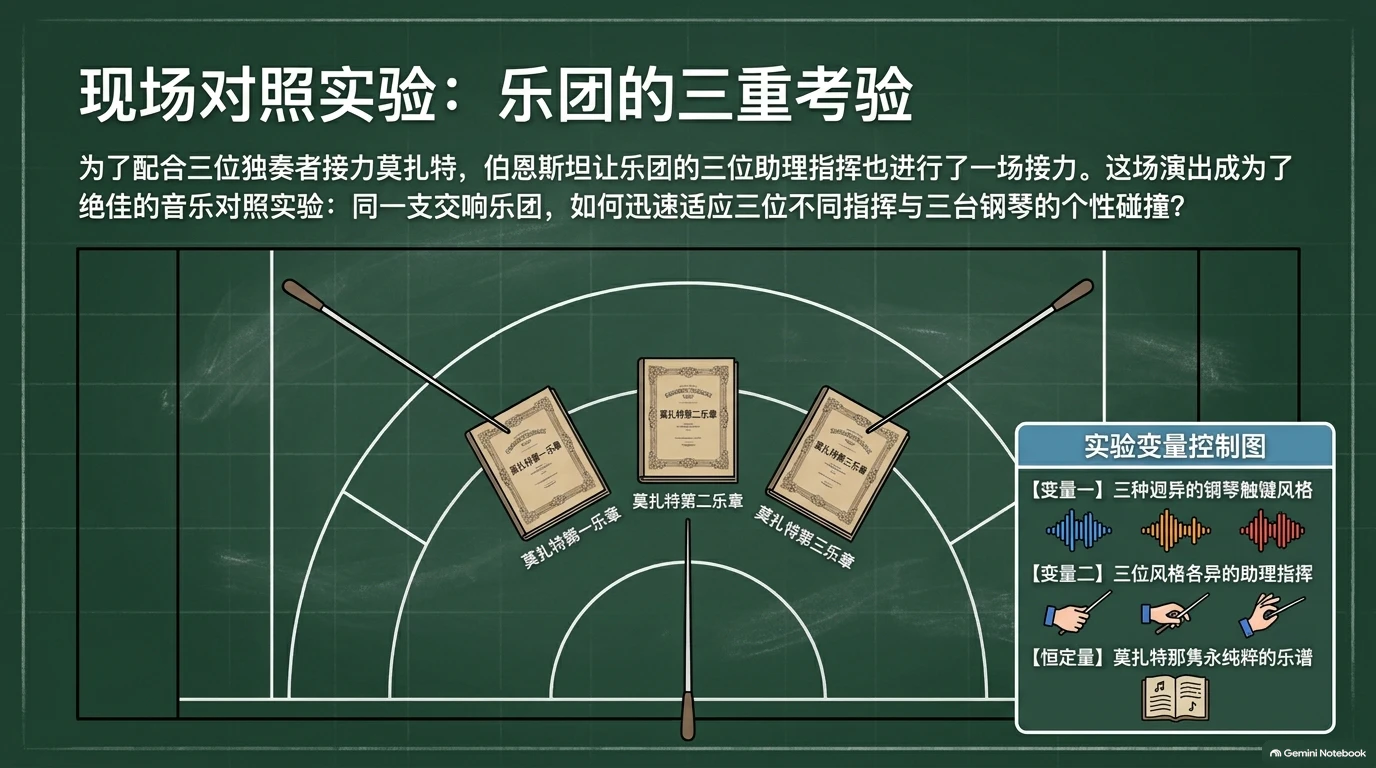 现场对照实验：乐团的三重考验
为了配合三位独奏者接力莫扎特，伯恩斯坦让乐团的三位助理指挥也进行了一场接力。这场演出成为了
绝佳的音乐对照实验：同一支交响乐团，如何迅速适应三位不同指挥与三台钢琴的个性碰撞？
莫扎特第一乐章
莫扎特第一乐章
莫扎特第二乐章
莫扎特第二乐章
莫扎特第三乐章
莫扎特第三乐章
实验变量控制图
【变量一】三种迥异的钢琴触键风格
【变量二】三位风格各异的助理指挥
【恒定量】莫扎特那隽永纯粹的乐谱
Gemini Notebook